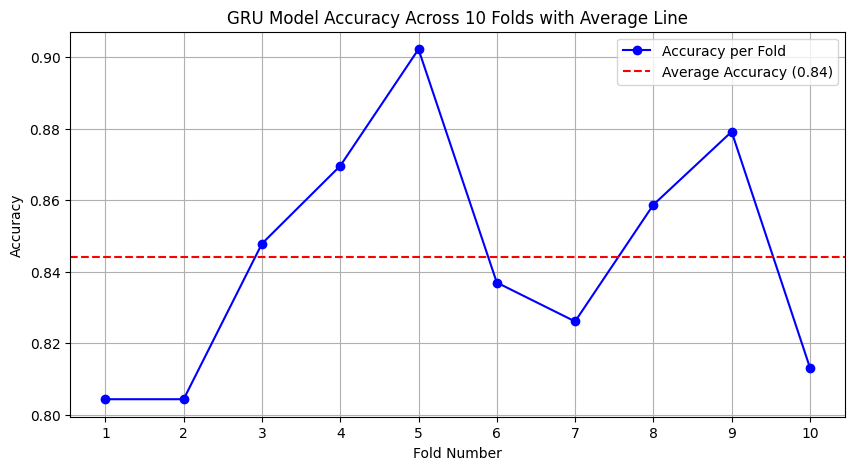 GRU Model Accuracy Across 10 Folds with Average Line
Accuracy per Fold
Average Accuracy (0.84)
Accuracy
0.90
0.88
0.86
0.84
0.82
0.80
1 2 3 4 5 6 7 8 9 10
Fold Number